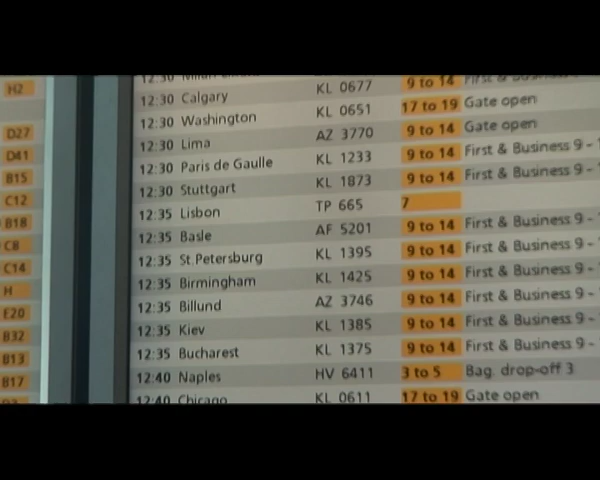 H2
D27
D41
B15
C12
B18
C8
C14
H
E20
B32
B13
B17
12:30
12:30 Calgary KL 0677 9 to 14 First & Business
12:30 Washington KL 0651 17 to 19 Gate open
12:30 Lima AZ 3770 9 to 14 Gate open
12:30 Paris de Gaulle KL 1233 9 to 14 First & Business 9 -
12:30 Stuttgart KL 1873 9 to 14 First & Business 9 -
12:35 Lisbon TP 665 7
12:35 Basle AF 5201 9 to 14 First & Business 9 -
12:35 St.Petersburg KL 1395 9 to 14 First & Business 9 -
12:35 Birmingham KL 1425 9 to 14 First & Business 9 -
12:35 Billund AZ 3746 9 to 14 First & Business 9 -
12:35 Kiev KL 1385 9 to 14 First & Business 9 -
12:35 Bucharest KL 1375 9 to 14 First & Business 9 -
12:40 Naples HV 6411 3 to 5 Bag. drop-off 3
12:40 Chicago KL 0611 17 to 19 Gate open